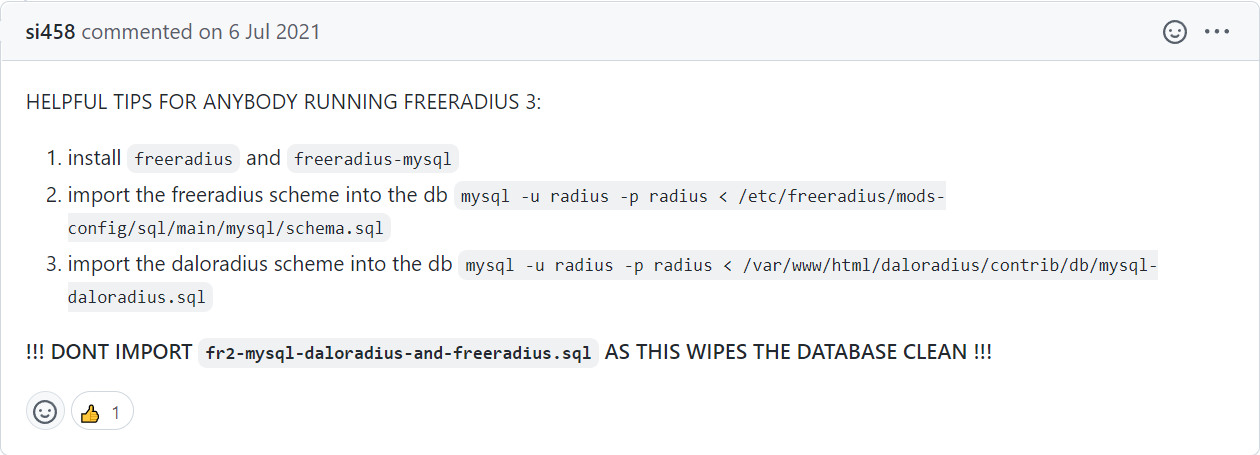 si458 commented on 6 Jul 2021
HELPFUL TIPS FOR ANYBODY RUNNING FREERADIUS 3:
1. install freeradius and freeradius-mysql
2. import the freeradius scheme into the db mysql -u radius -p radius < /etc/freeradius/mods-
config/sql/main/mysql/schema.sql
3. import the daloradius scheme into the db mysql -u radius -p radius < /var/www/html/daloradius/contrib/db/mysql-
daloradius.sql
!!! DONT IMPORT fr2-mysql-daloradius-and-freeradius.sql AS THIS WIPES THE DATABASE CLEAN !!!
👍 1